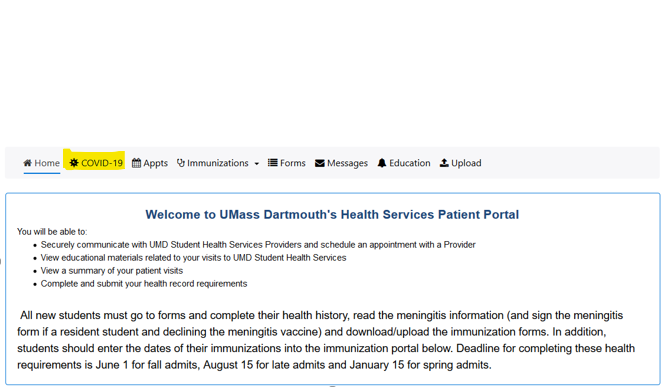 Home COVID-19 Appts Immunizations Forms Messages Education Upload
Welcome to UMass Dartmouth's Health Services Patient Portal
You will be able to:
Securely communicate with UMD Student Health Services Providers and schedule an appointment with a Provider
View educational materials related to your visits to UMD Student Health Services
View a summary of your patient visits
Complete and submit your health record requirements
All new students must go to forms and complete their health history, read the meningitis information (and sign the meningitis
form if a resident student and declining the meningitis vaccine) and download/upload the immunization forms. In addition,
students should enter the dates of their immunizations into the immunization portal below. Deadline for completing these health
requirements is June 1 for fall admits, August 15 for late admits and January 15 for spring admits.